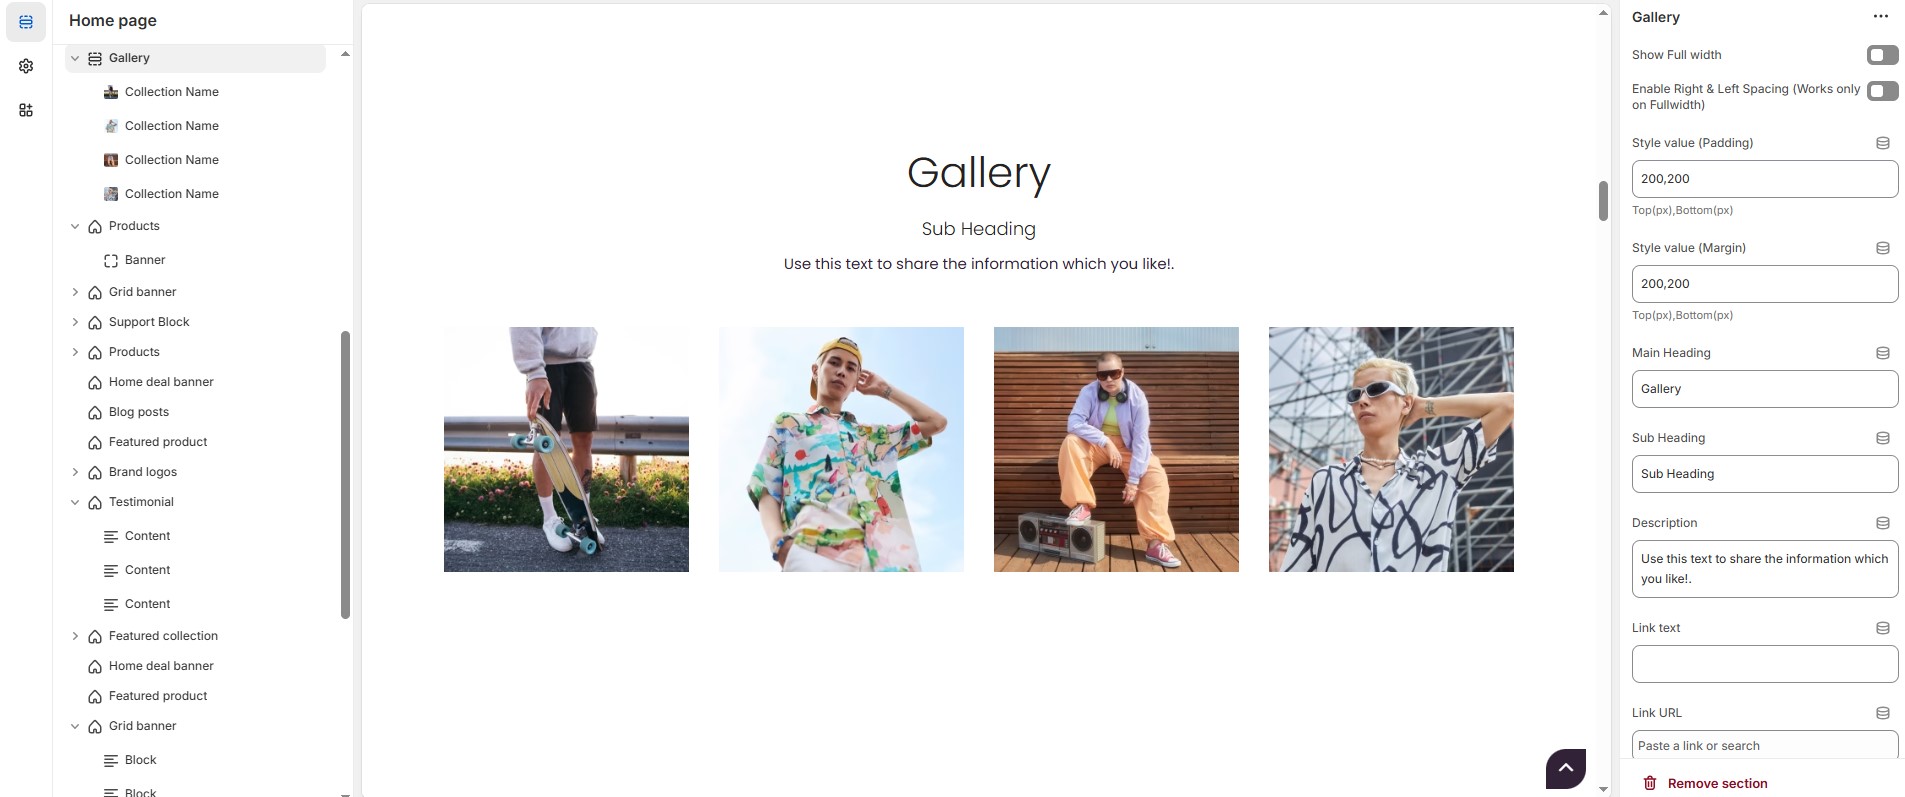 Home page
Gallery
Collection Name
Collection Name
Collection Name
Collection Name
Products
Banner
Grid banner
Support Block
Products
Home deal banner
Blog posts
Featured product
Brand logos
Testimonial
Content
Content
Content
Featured collection
Home deal banner
Featured product
Grid banner
Block
Block
Gallery
Sub Heading
Use this text to share the information which you like!.
Gallery
Show Full width
Enable Right & Left Spacing (Works only
on Fullwidth)
Style value (Padding)
200,200
Top(px),Bottom(px)
Style value (Margin)
200,200
Top(px),Bottom(px)
Main Heading
Gallery
Sub Heading
Sub Heading
Description
Use this text to share the information which
you like!.
Link text
Link URL
Paste a link or search
Remove section